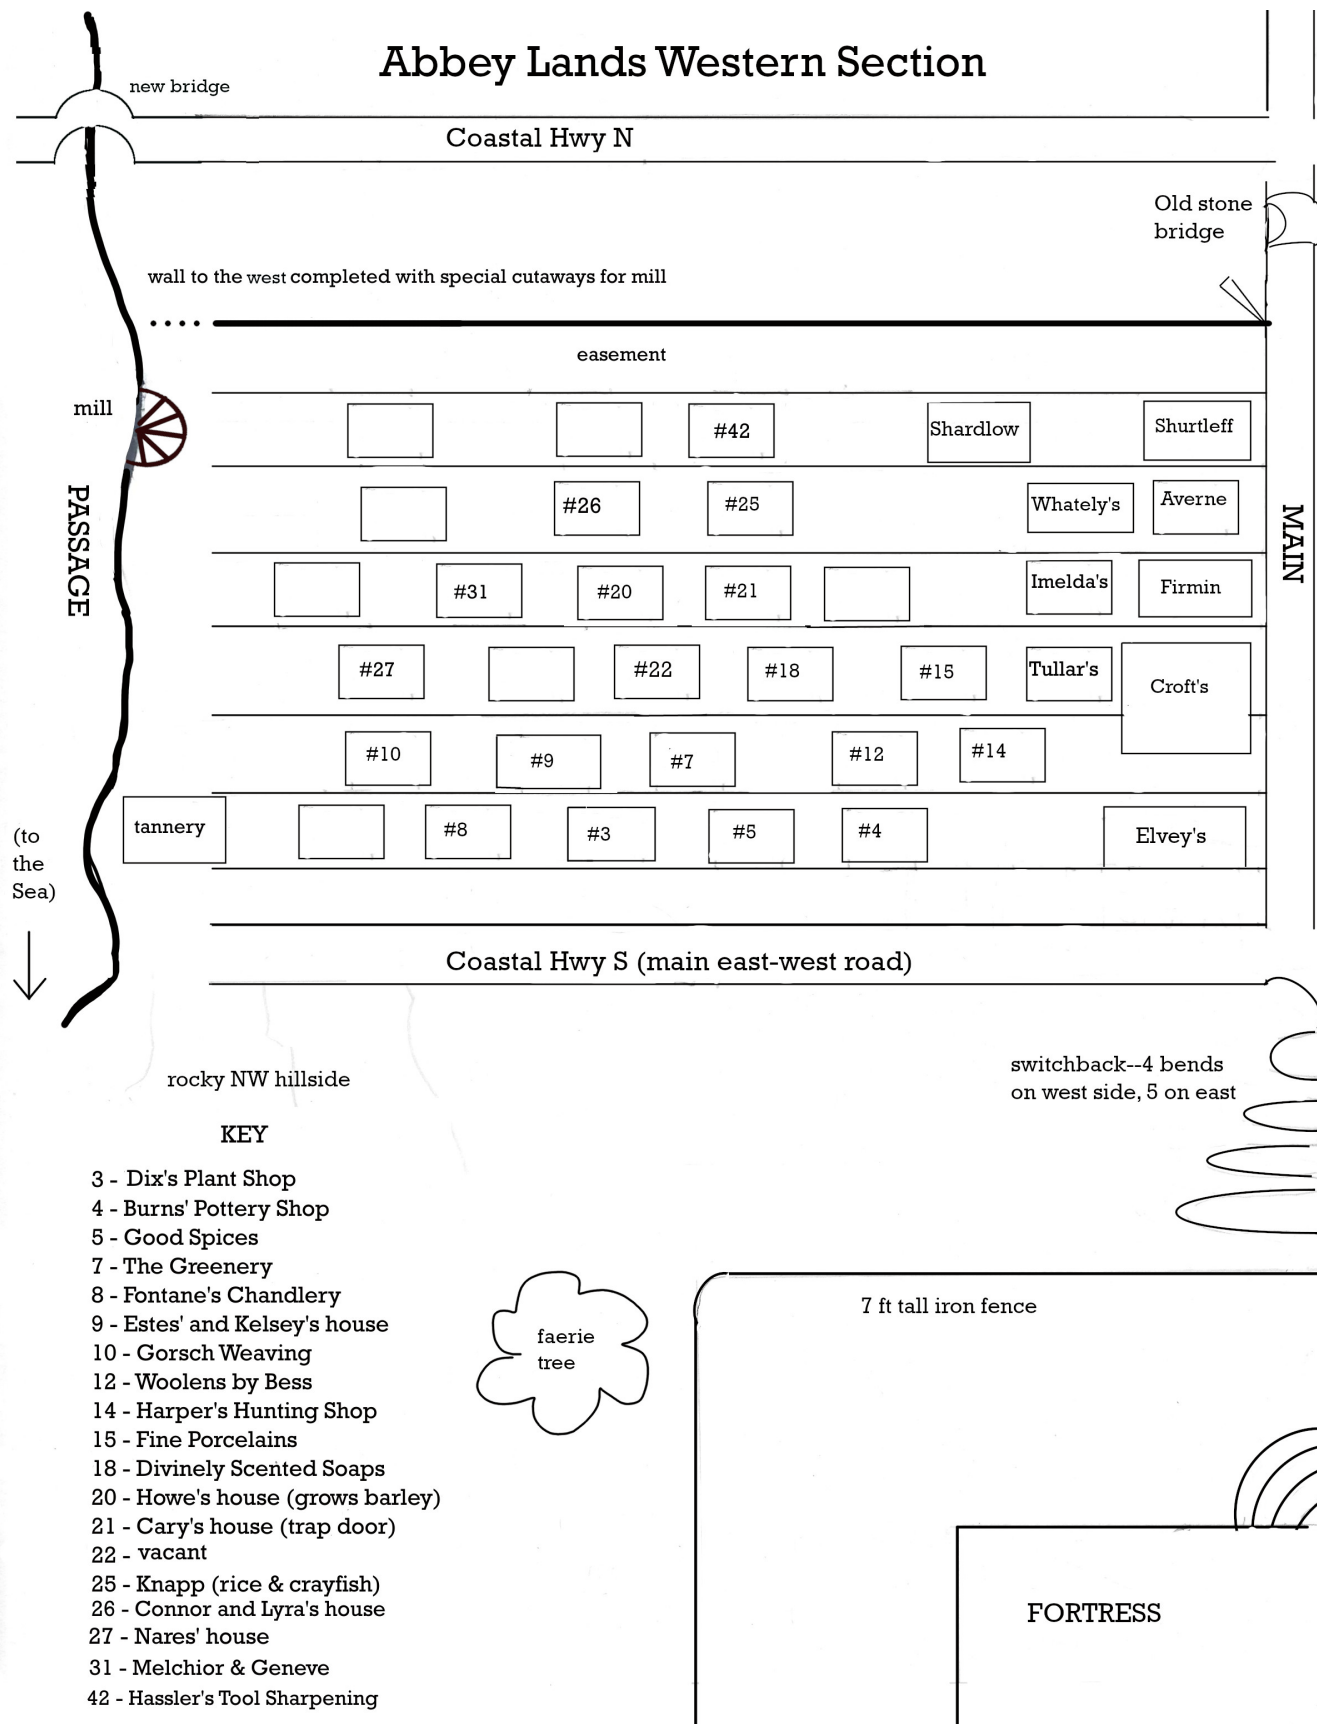 Abbey Lands Western Section
new bridge
Coastal Hwy N
Old stone
bridge
wall to the west completed with special cutaways for mill
easement
mill
#42
Shardlow
Shurtleff
PASSAGE
#26
#25
Whately's
Averne
MAIN
#31
#20
#21
Imelda's
Firmin
#27
#22
#18
#15
Tullar's
Croft's
#10
#9
#7
#12
#14
tannery
#8
#3
#5
#4
Elvey's
(to
the
Sea)
Coastal Hwy S (main east-west road)
rocky NW hillside
switchback--4 bends
on west side, 5 on east
KEY
3 - Dix's Plant Shop
4 - Burns' Pottery Shop
5 - Good Spices
7 - The Greenery
8 - Fontane's Chandlery
9 - Estes' and Kelsey's house
10 - Gorsch Weaving
12 - Woolens by Bess
14 - Harper's Hunting Shop
15 - Fine Porcelains
18 - Divinely Scented Soaps
20 - Howe's house (grows barley)
21 - Cary's house (trap door)
22 - vacant
25 - Knapp (rice & crayfish)
26 - Connor and Lyra's house
27 - Nares' house
31 - Melchior & Geneve
42 - Hassler's Tool Sharpening
faerie
tree
7 ft tall iron fence
FORTRESS